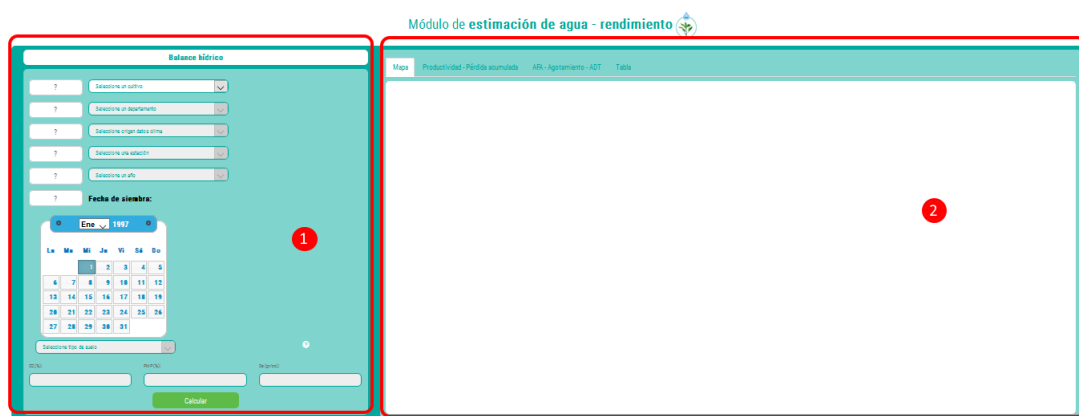 Módulo de estimación de agua - rendimiento
Balance hídrico
? Seleccione un cultivo
? Seleccione un departamento
? Seleccione origen datos clima
? Seleccione una estación
? Seleccione un año
? Fecha de siembra:
Ene 1997
Lu Ma Mi Ju Vi Sá Do
1 2 3 4 5
6 7 8 9 10 11 12
13 14 15 16 17 18 19
20 21 22 23 24 25 26
27 28 29 30 31
Seleccione tipo de suelo
PMP(%)
Calcular
1
Mapa Productividad - Pérdida acumulada AFA - Agotamiento - ADT Tabla
2